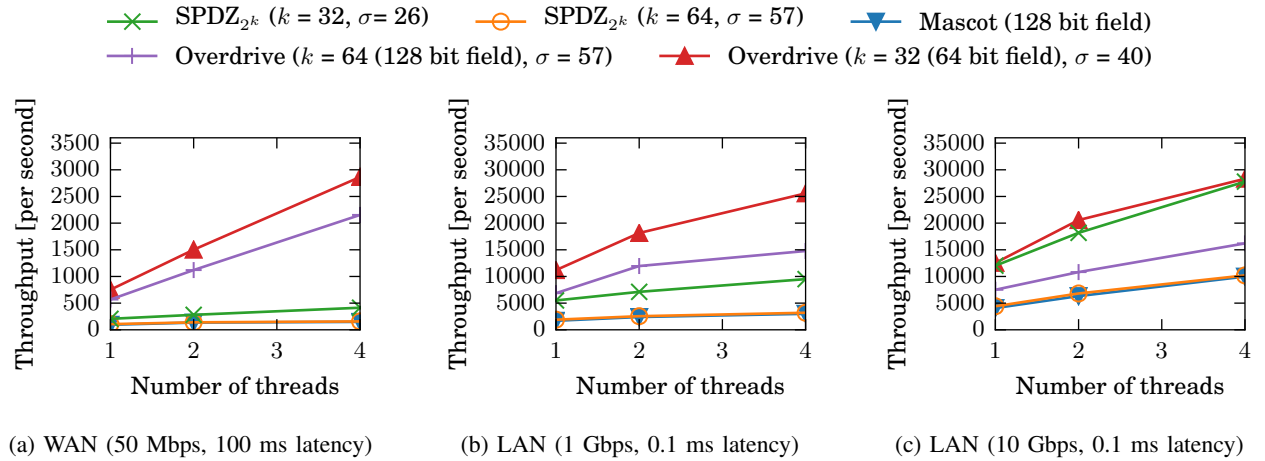 SPDZ₂ᵏ (k = 32, σ= 26)
SPDZ₂ᵏ (k = 64, σ = 57)
Mascot (128 bit field)
Overdrive (k = 64 (128 bit field), σ = 57)
Overdrive (k = 32 (64 bit field), σ = 40)
Throughput [per second]
3500
3000
2500
2000
1500
1000
500
0
1 2 3 4
Number of threads
(a) WAN (50 Mbps, 100 ms latency)
Throughput [per second]
35000
30000
25000
20000
15000
10000
5000
0
1 2 3 4
Number of threads
(b) LAN (1 Gbps, 0.1 ms latency)
Throughput [per second]
35000
30000
25000
20000
15000
10000
5000
0
1 2 3 4
Number of threads
(c) LAN (10 Gbps, 0.1 ms latency)